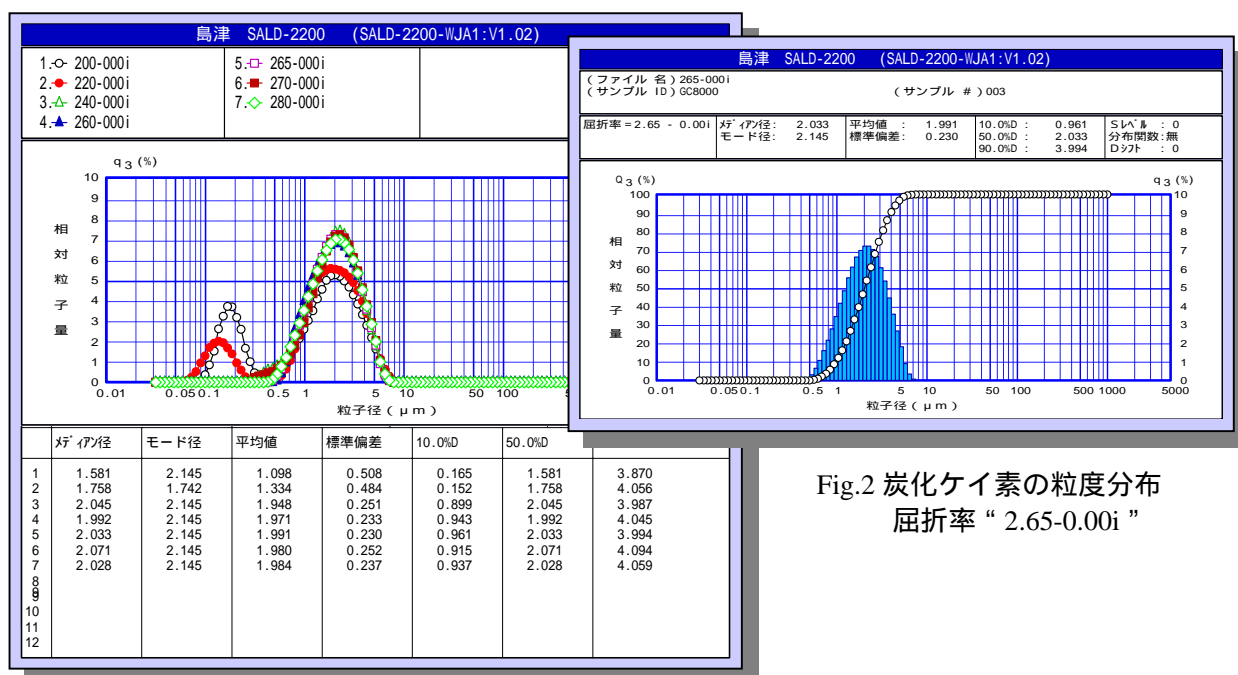 島津 SALD-2200 (SALD-2200-WJA1:V1.02)
1. 200-000i
2. 220-000i
3. 240-000i
4. 260-000i
5. 265-000i
6. 270-000i
7. 280-000i
q3(%)
10
9
8
7
6
5
4
3
2
1
0
相対粒子量
0.01 0.05 0.1 0.5 1 5 10 50 100
粒子径(μm)
メディアン径 モード径 平均値 標準偏差 10.0%D 50.0%D
1 1.581 2.145 1.098 0.508 0.165 1.581 3.870
2 1.758 1.742 1.334 0.484 0.152 1.758 4.056
3 2.045 2.145 1.948 0.251 0.899 2.045 3.987
4 1.992 2.145 1.971 0.233 0.943 1.992 4.045
5 2.033 2.145 1.991 0.230 0.961 2.033 3.994
6 2.071 2.145 1.980 0.252 0.915 2.071 4.094
7 2.028 2.145 1.984 0.237 0.937 2.028 4.059
8
9
10
11
12
島津 SALD-2200 (SALD-2200-WJA1:V1.02)
(ファイル 名)265-000i
(サンプル ID)GC8000 (サンプル #)003
屈折率=2.65 - 0.00i メディアン径: 2.033 平均値 : 1.991 10.0%D : 0.961 Sレベル : 0
モード径: 2.145 標準偏差: 0.230 50.0%D : 2.033 分布関数:無
90.0%D : 3.994 Dシフト : 0
Q3(%) q3(%)
100 10
90 9
80 8
70 7
60 6
50 5
40 4
30 3
20 2
10 1
0 0
相対粒子量
0.01 0.05 0.1 0.5 1 5 10 50 100 500 1000 5000
粒子径(μm)
Fig.2 炭化ケイ素の粒度分布
屈折率“2.65-0.00i”